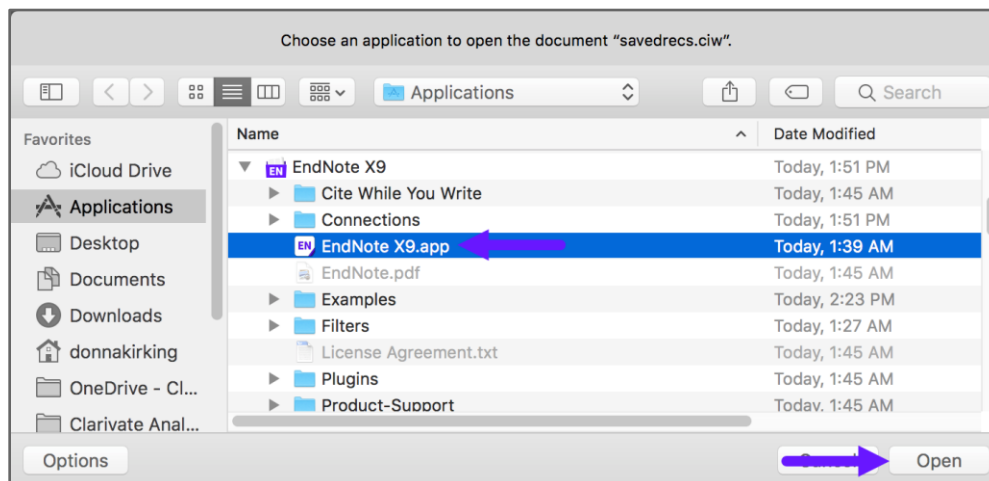 Choose an application to open the document “savedrecs.ciw”.
Applications
Search
Favorites
iCloud Drive
Applications
Desktop
Documents
Downloads
donnakirking
OneDrive - Cl...
Clarivate Anal...
Name Date Modified
EN EndNote X9 Today, 1:51 PM
Cite While You Write Today, 1:45 AM
Connections Today, 1:51 PM
EN EndNote X9.app Today, 1:39 AM
EndNote.pdf Today, 1:45 AM
Examples Today, 2:23 PM
Filters Today, 1:27 AM
License Agreement.txt Today, 1:45 AM
Plugins Today, 1:45 AM
Product-Support Today, 1:45 AM
Options Open